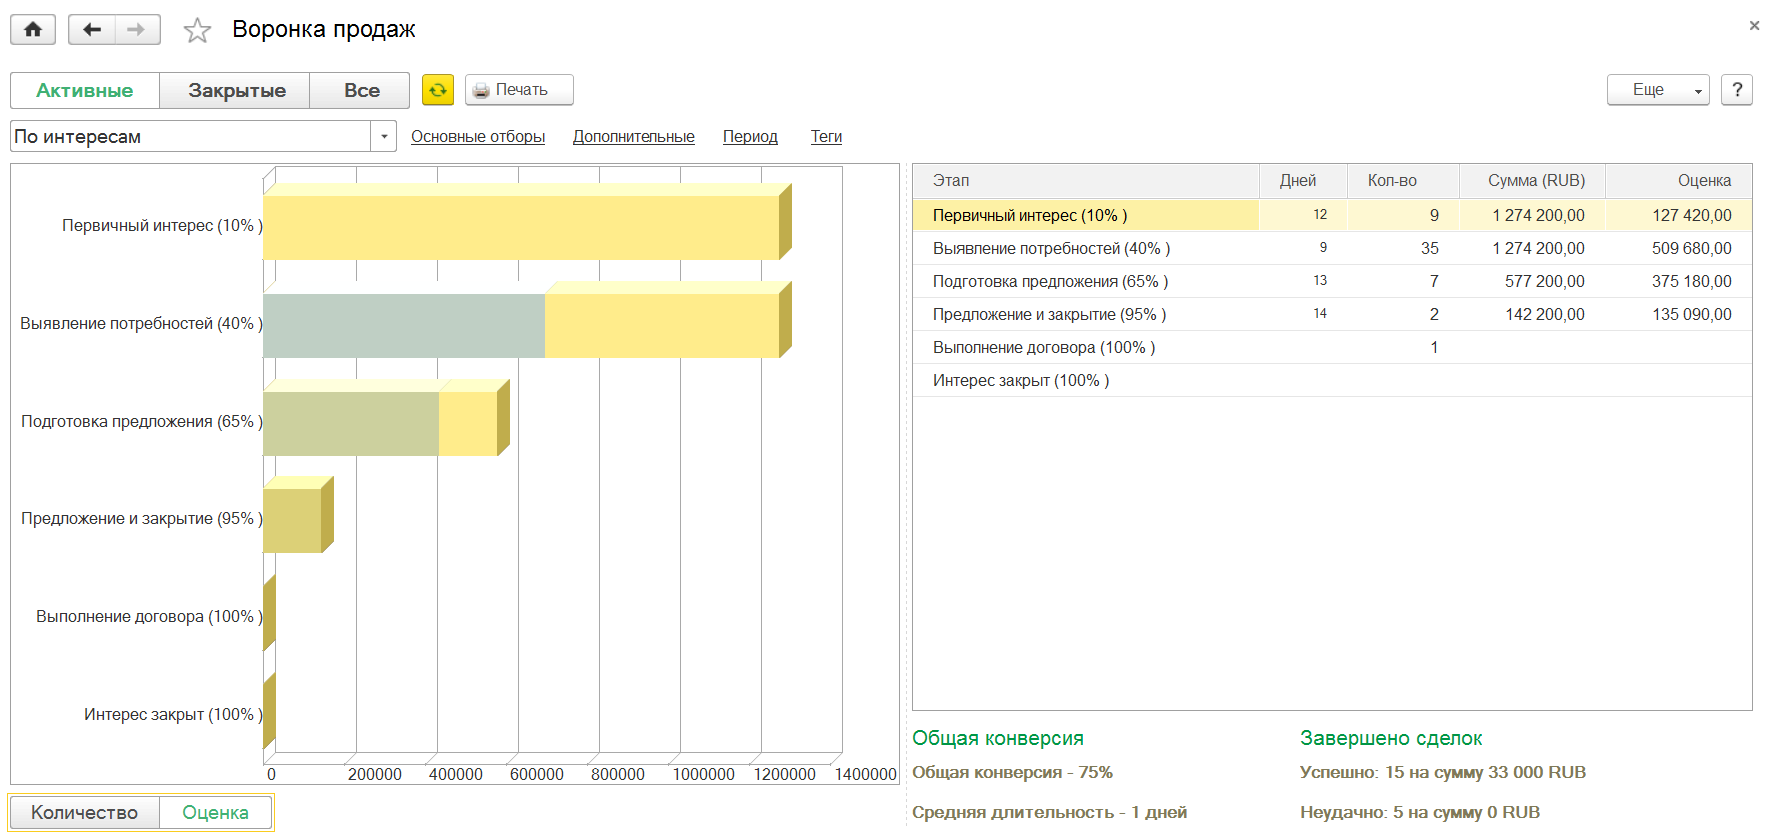 Воронка продаж
×
Активные Закрытые Все Печать Еще ?
По интересам Основные отборы Дополнительные Период Теги
Первичный интерес (10% )
Выявление потребностей (40% )
Подготовка предложения (65% )
Предложение и закрытие (95% )
Выполнение договора (100% )
Интерес закрыт (100% )
0 200000 400000 600000 800000 1000000 1200000 1400000
Количество Оценка
Этап Дней Кол-во Сумма (RUB) Оценка
Первичный интерес (10% ) 12 9 1 274 200,00 127 420,00
Выявление потребностей (40% ) 9 35 1 274 200,00 509 680,00
Подготовка предложения (65% ) 13 7 577 200,00 375 180,00
Предложение и закрытие (95% ) 14 2 142 200,00 135 090,00
Выполнение договора (100% ) 1
Интерес закрыт (100% )
Общая конверсия Завершено сделок
Общая конверсия - 75% Успешно: 15 на сумму 33 000 RUB
Средняя длительность - 1 дней Неудачно: 5 на сумму 0 RUB